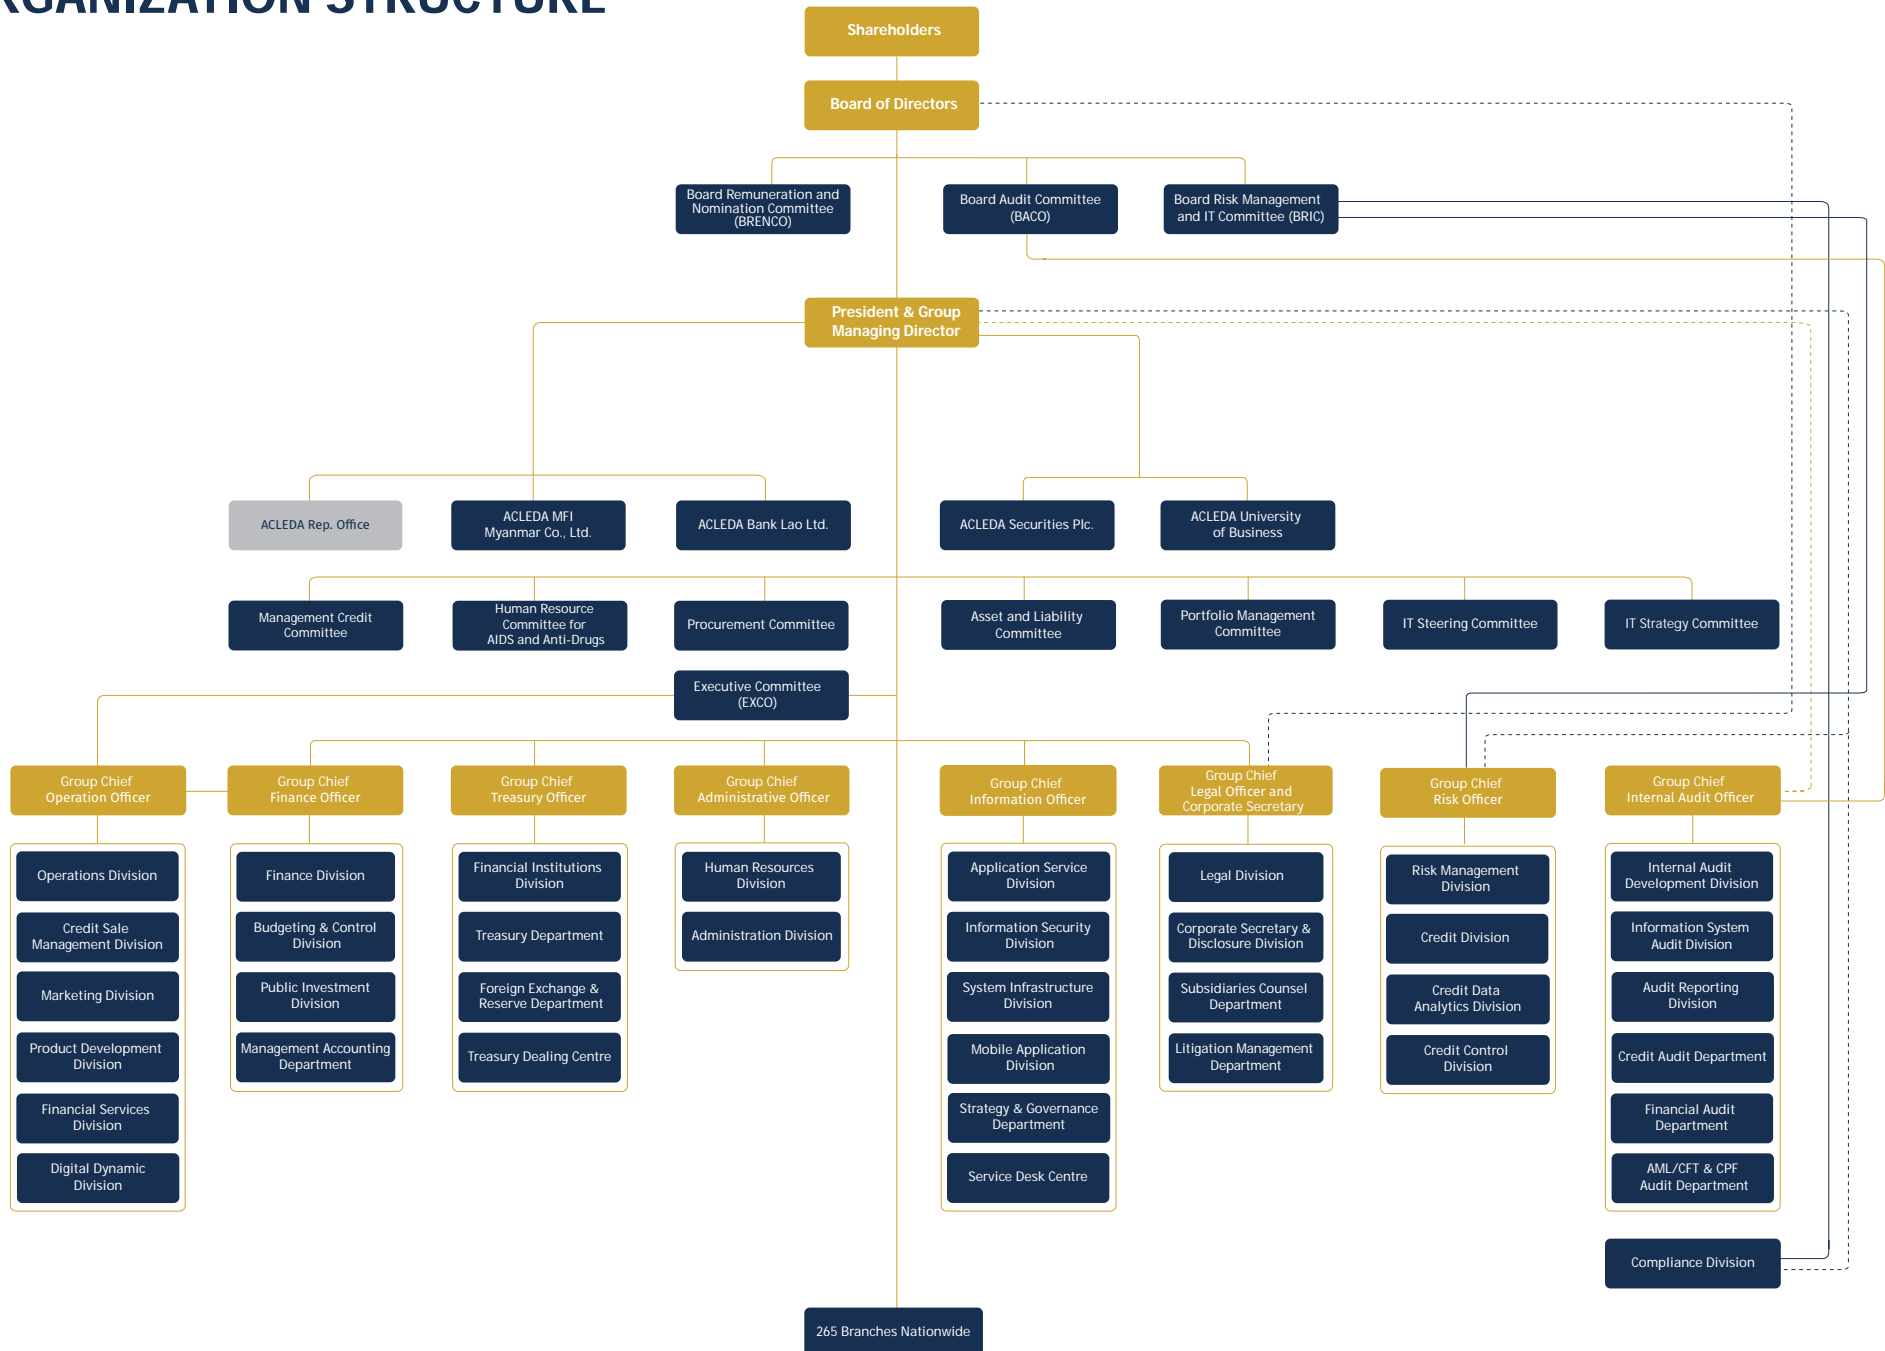 RGANIZATION STRUCTURE
Shareholders
Board of Directors
Board Remuneration and
Nomination Committee
(BRENCO)
Board Audit Committee
(BACO)
Board Risk Management
and IT Committee (BRIC)
President & Group
Managing Director
ACLEDA Rep. Office
ACLEDA MFI
Myanmar Co., Ltd.
ACLEDA Bank Lao Ltd.
ACLEDA Securities Plc.
ACLEDA University
of Business
Management Credit
Committee
Human Resource
Committee for
AIDS and Anti-Drugs
Procurement Committee
Asset and Liability
Committee
Portfolio Management
Committee
IT Steering Committee
IT Strategy Committee
Executive Committee
(EXCO)
Group Chief
Operation Officer
Group Chief
Finance Officer
Group Chief
Treasury Officer
Group Chief
Administrative Officer
Group Chief
Information Officer
Group Chief
Legal Officer and
Corporate Secretary
Group Chief
Risk Officer
Group Chief
Internal Audit Officer
Operations Division
Credit Sale
Management Division
Marketing Division
Product Development
Division
Financial Services
Division
Digital Dynamic
Division
Finance Division
Budgeting & Control
Division
Public Investment
Division
Management Accounting
Department
Financial Institutions
Division
Treasury Department
Foreign Exchange &
Reserve Department
Treasury Dealing Centre
Human Resources
Division
Administration Division
Application Service
Division
Information Security
Division
System Infrastructure
Division
Mobile Application
Division
Strategy & Governance
Department
Service Desk Centre
Legal Division
Corporate Secretary &
Disclosure Division
Subsidiaries Counsel
Department
Litigation Management
Department
Risk Management
Division
Credit Division
Credit Data
Analytics Division
Credit Control
Division
Internal Audit
Development Division
Information System
Audit Division
Audit Reporting
Division
Credit Audit Department
Financial Audit
Department
AML/CFT & CPF
Audit Department
Compliance Division
265 Branches Nationwide